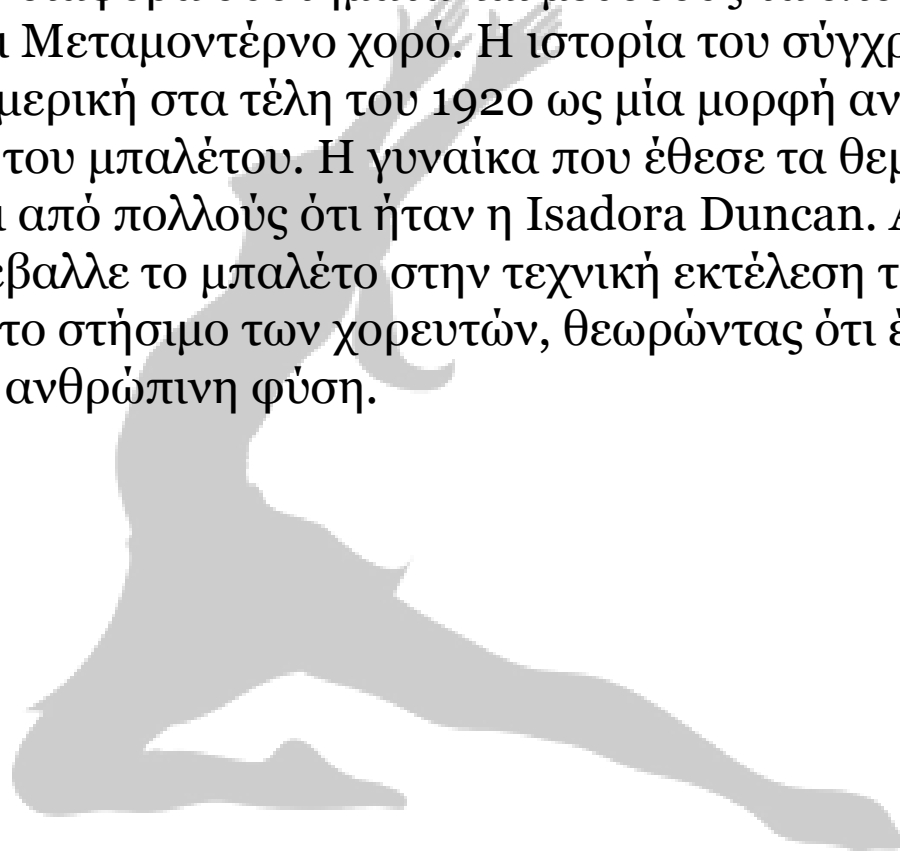 ι Μεταμοντέρνο χορό. Η ιστορία του σύγχρ
μερική στα τέλη του 1920 ως μία μορφή αν
του μπαλέτου. Η γυναίκα που έθεσε τα θεμ
ι από πολλούς ότι ήταν η Isadora Duncan. Α
έβαλλε το μπαλέτο στην τεχνική εκτέλεση τ
το στήσιμο των χορευτών, θεωρώντας ότι έ
ανθρώπινη φύση.